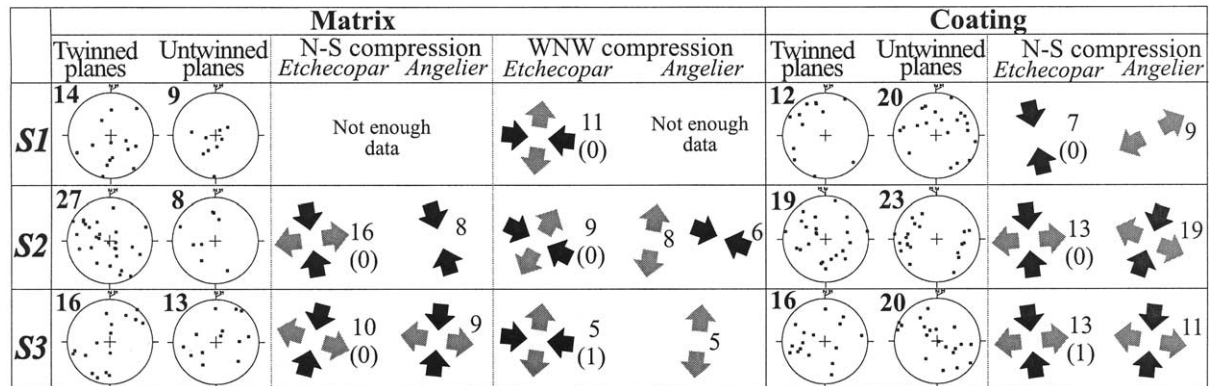 Matrix Coating
Twinned planes Untwinned planes N-S compression WNW compression Twinned planes Untwinned planes N-S compression
Etchecopar Angelier Etchecopar Angelier Etchecopar Angelier
S1 14 9 Not enough data 11 (0) Not enough data 12 20 7 (0) 9
S2 27 8 16 (0) 8 9 (0) 8 6 19 23 13 (0) 19
S3 16 13 10 (0) 9 5 (1) 5 16 20 13 (1) 11